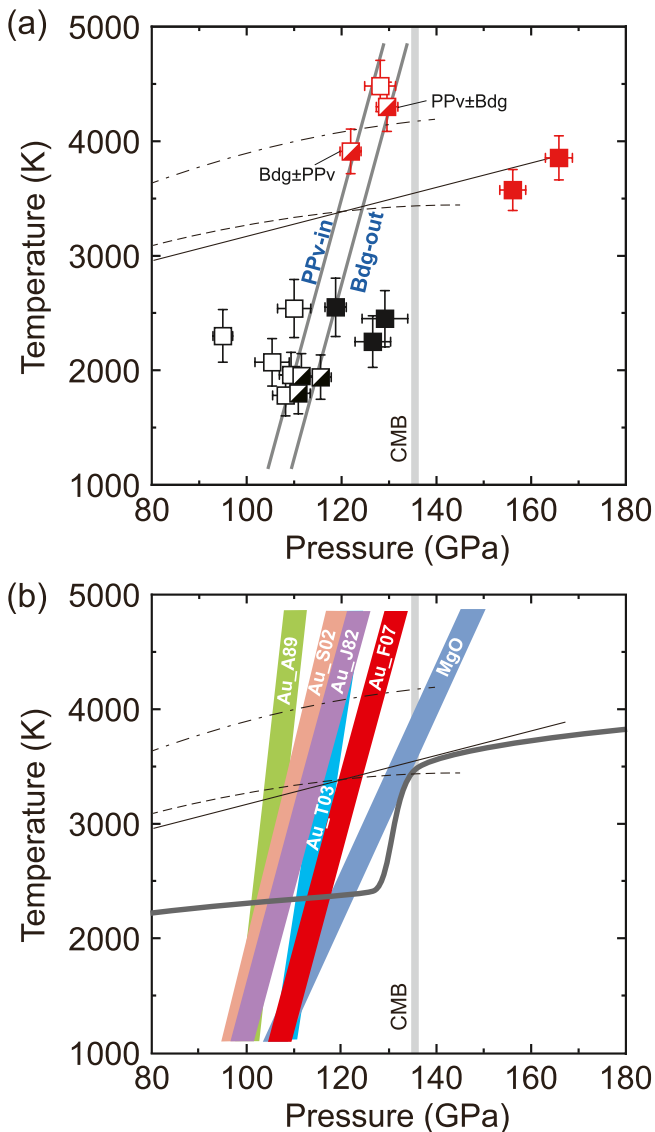 (a)
5000
4000
3000
2000
1000
Temperature (K)
PPv±Bdg
Bdg±PPv
PPv-in
Bdg-out
CMB
80
100
120
140
160
180
Pressure (GPa)
(b)
5000
4000
3000
2000
1000
Temperature (K)
Au_A89
Au_S02
Au_J82
Au_F07
MgO
Au_T03
CMB
80
100
120
140
160
180
Pressure (GPa)